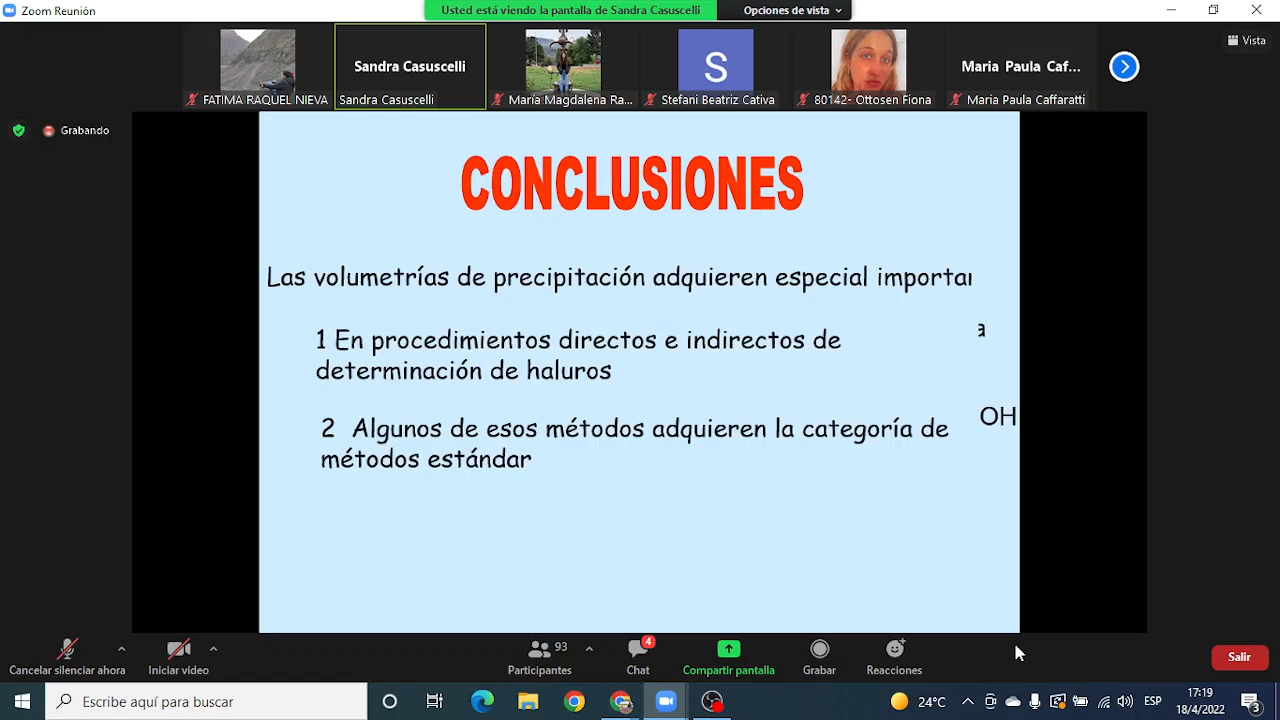 Zoom Reunión
Usted está viendo la pantalla de Sandra Casuscelli
Opciones de vista
Vista
Sandra Casuscelli
S
Maria Paula Caf...
FATIMA RAQUEL NIEVA
Sandra Casuscelli
María Magdalena Ra...
Stefani Beatriz Cativa
80142- Ottosen Fiona
Maria Paula Caffaratti
Grabando
CONCLUSIONES
Las volumetrías de precipitación adquieren especial importan
a
1 En procedimientos directos e indirectos de
determinación de haluros
OH
2 Algunos de esos métodos adquieren la categoría de
métodos estándar
93
4
Cancelar silenciar ahora
Iniciar video
Participantes
Chat
Compartir pantalla
Grabar
Reacciones
Salir
Escribe aquí para buscar
24°C
ESP
17:19
18/4/2022
3